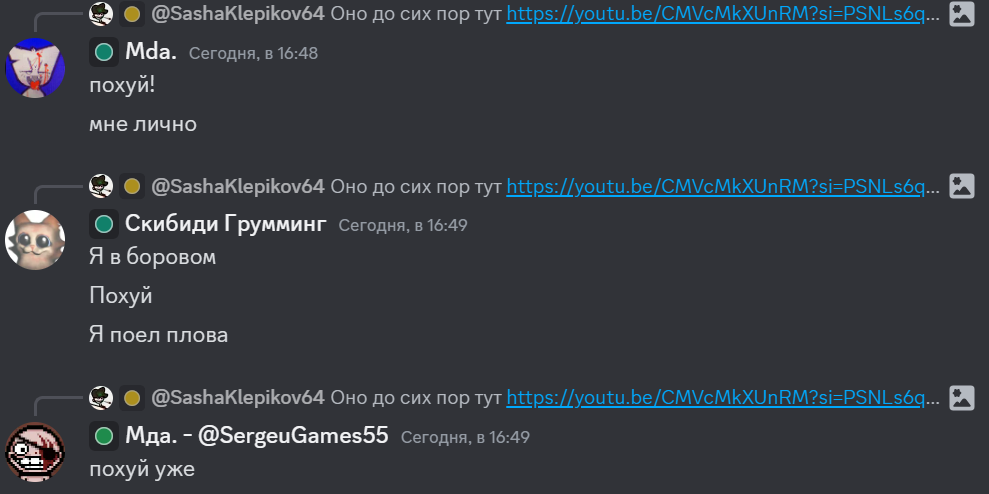 @SashaKlepikov64 Оно до сих пор тут https://youtu.be/CMVcMkXUnRM?si=PSNLs6q...
Mda. Сегодня, в 16:48
похуй!
мне лично
@SashaKlepikov64 Оно до сих пор тут https://youtu.be/CMVcMkXUnRM?si=PSNLs6q...
Скибиди Грумминг Сегодня, в 16:49
Я в боровом
Похуй
Я поел плова
@SashaKlepikov64 Оно до сих пор тут https://youtu.be/CMVcMkXUnRM?si=PSNLs6q...
Мда. - @SergeuGames55 Сегодня, в 16:49
похуй уже